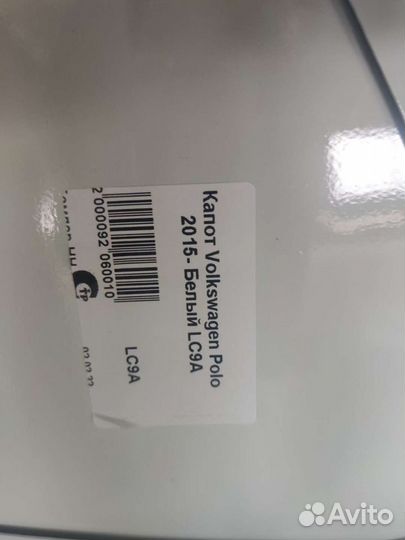 Капот Volkswagen Polo
2015- Белый LC9A
2 000092 060010
LC9A
Avito